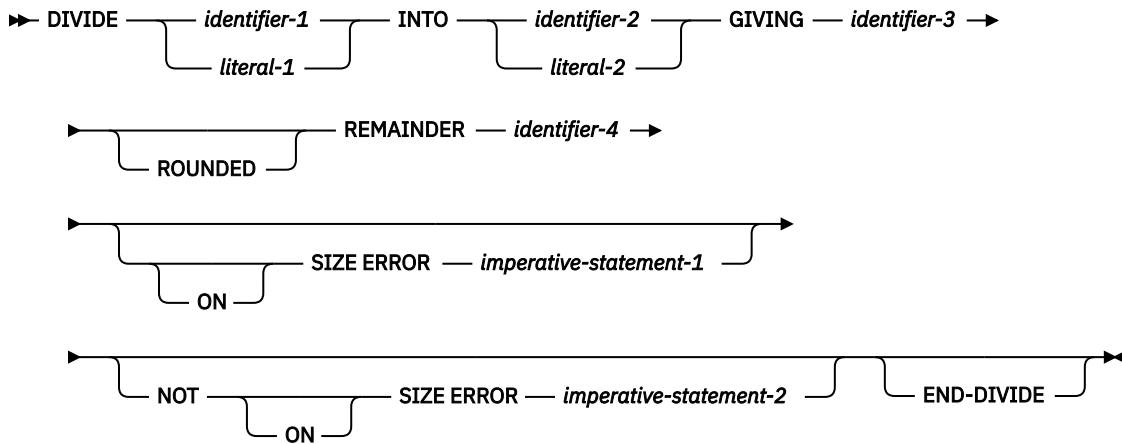 DIVIDE identifier-1 INTO identifier-2 GIVING identifier-3
literal-1 literal-2
REMAINDER identifier-4
ROUNDED
SIZE ERROR imperative-statement-1
ON
NOT SIZE ERROR imperative-statement-2 END-DIVIDE
ON